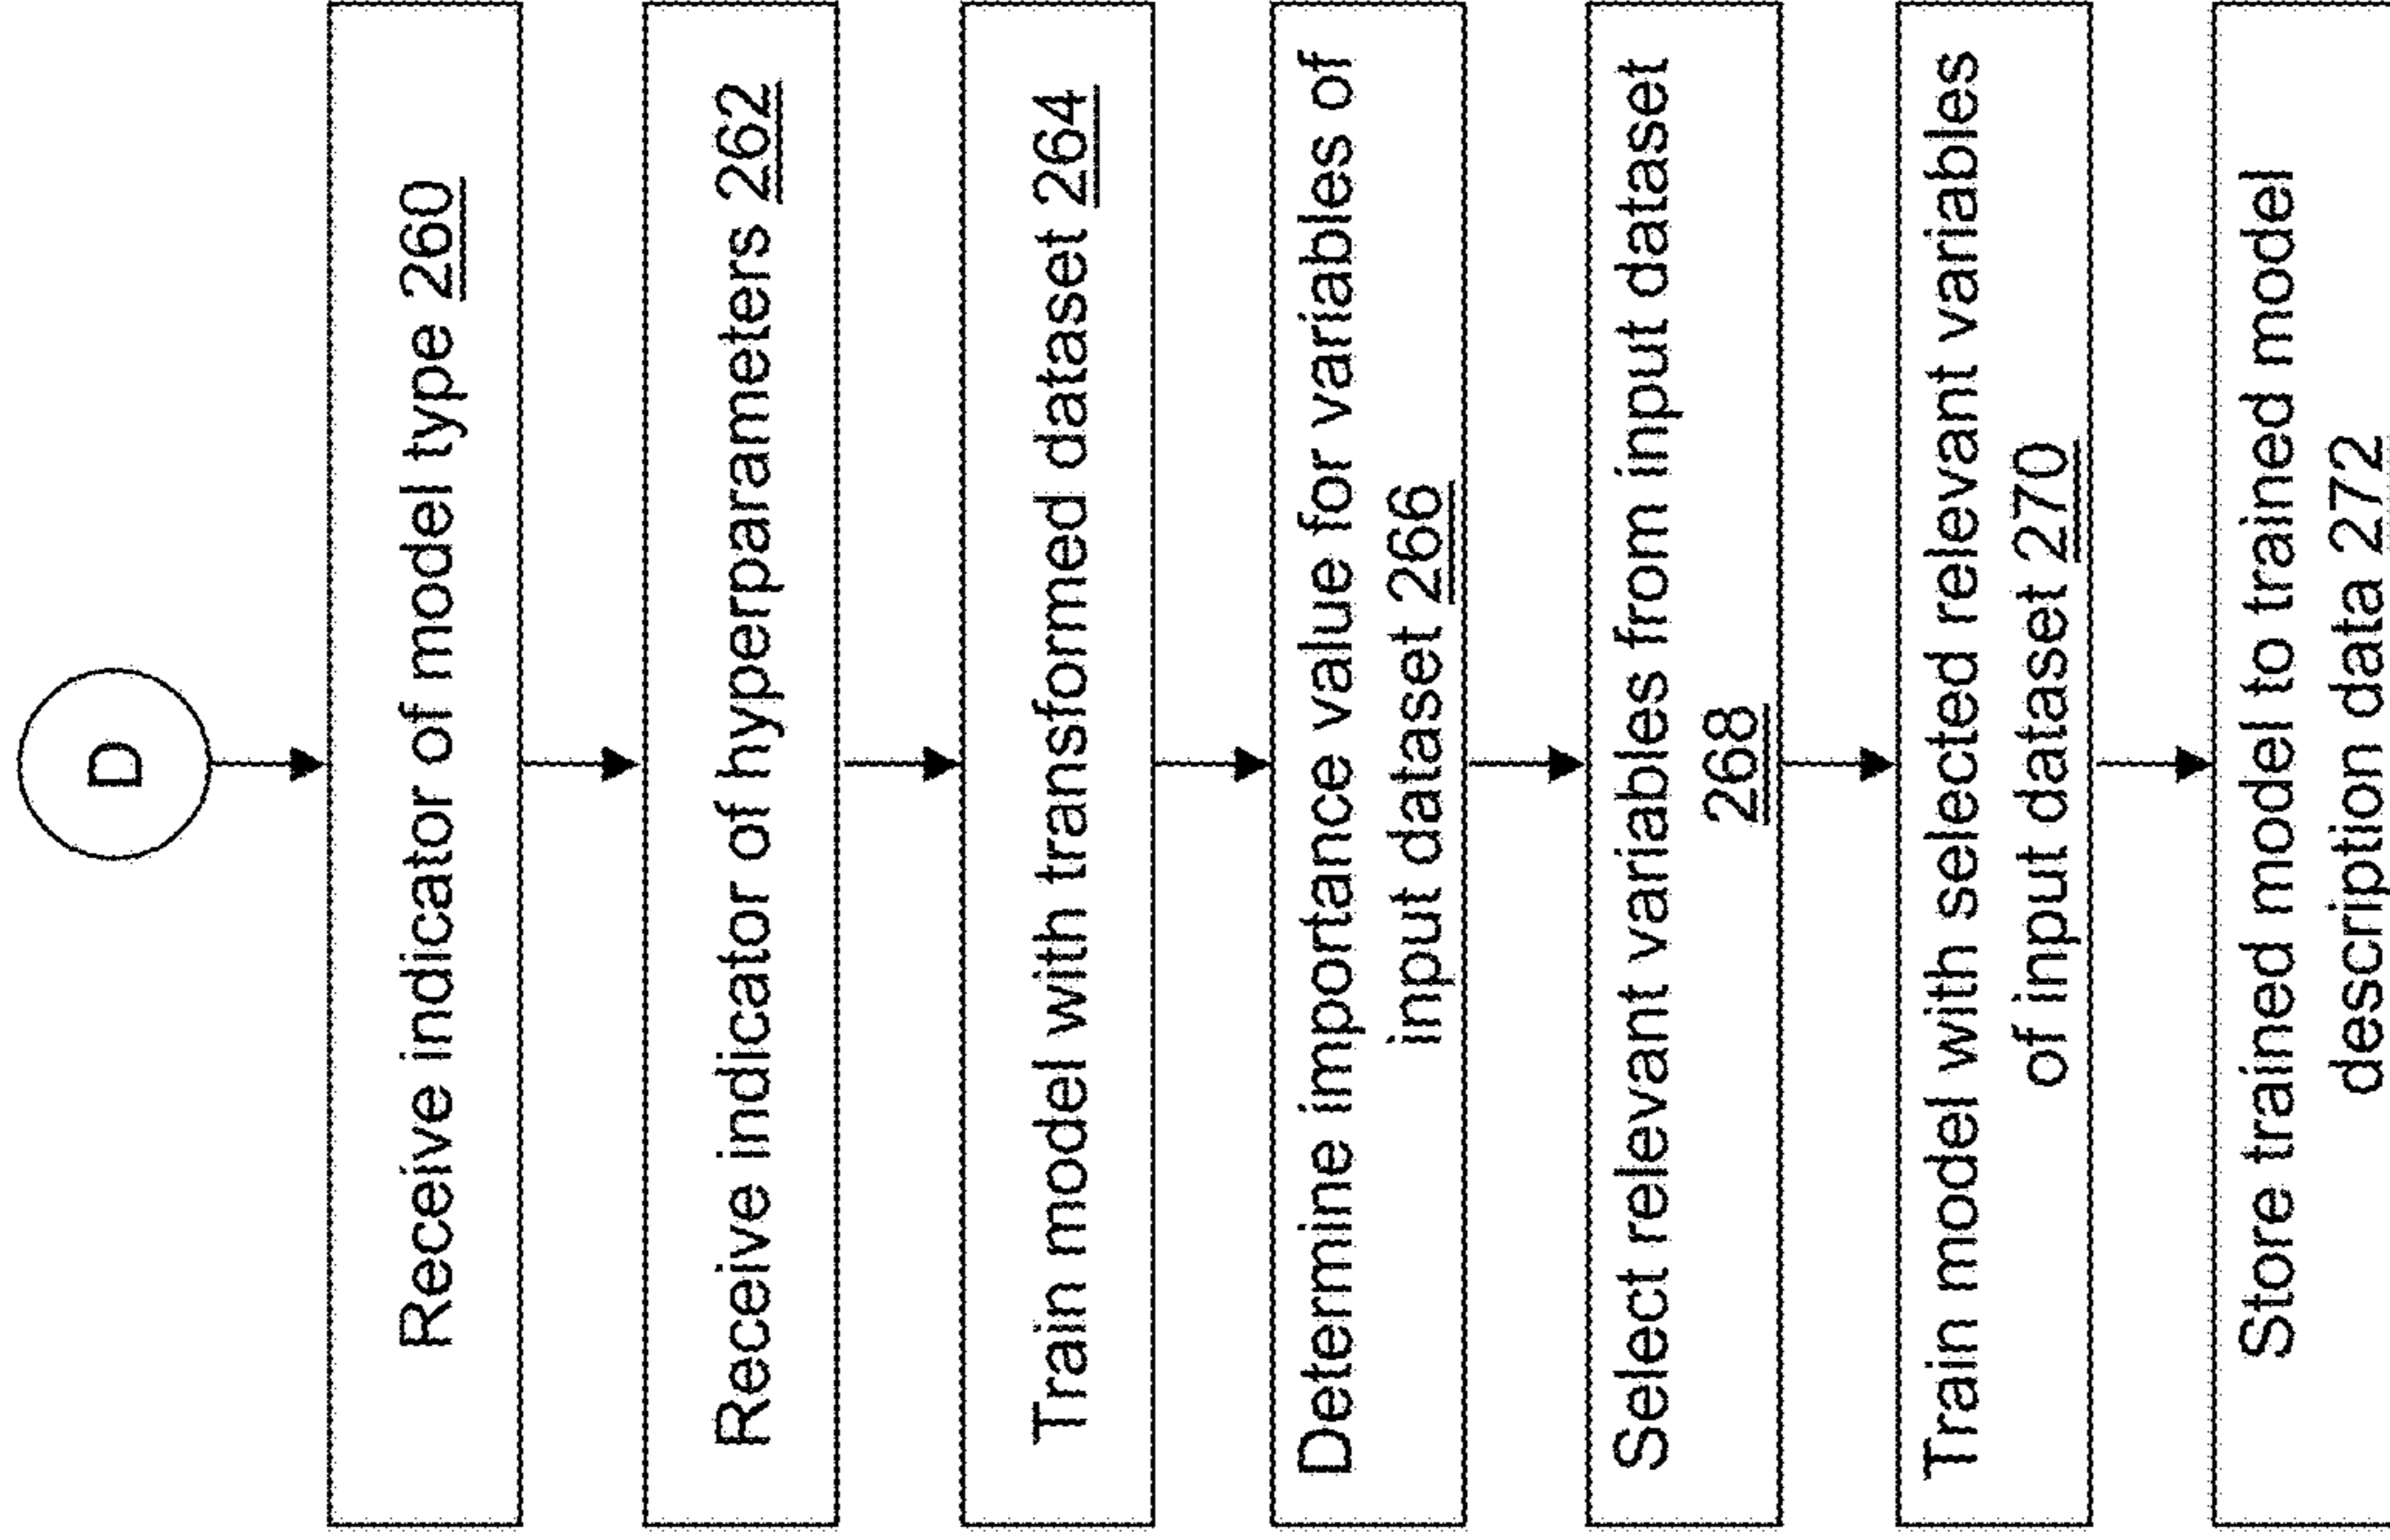 D
Receive indicator of model type 260
Receive indicator of hyperparameters 262
Train model with transformed dataset 264
Determine importance value for variables of
input dataset 266
Select relevant variables from input dataset
268
Train model with selected relevant variables
of input dataset 270
Store trained model to trained model
description data 272